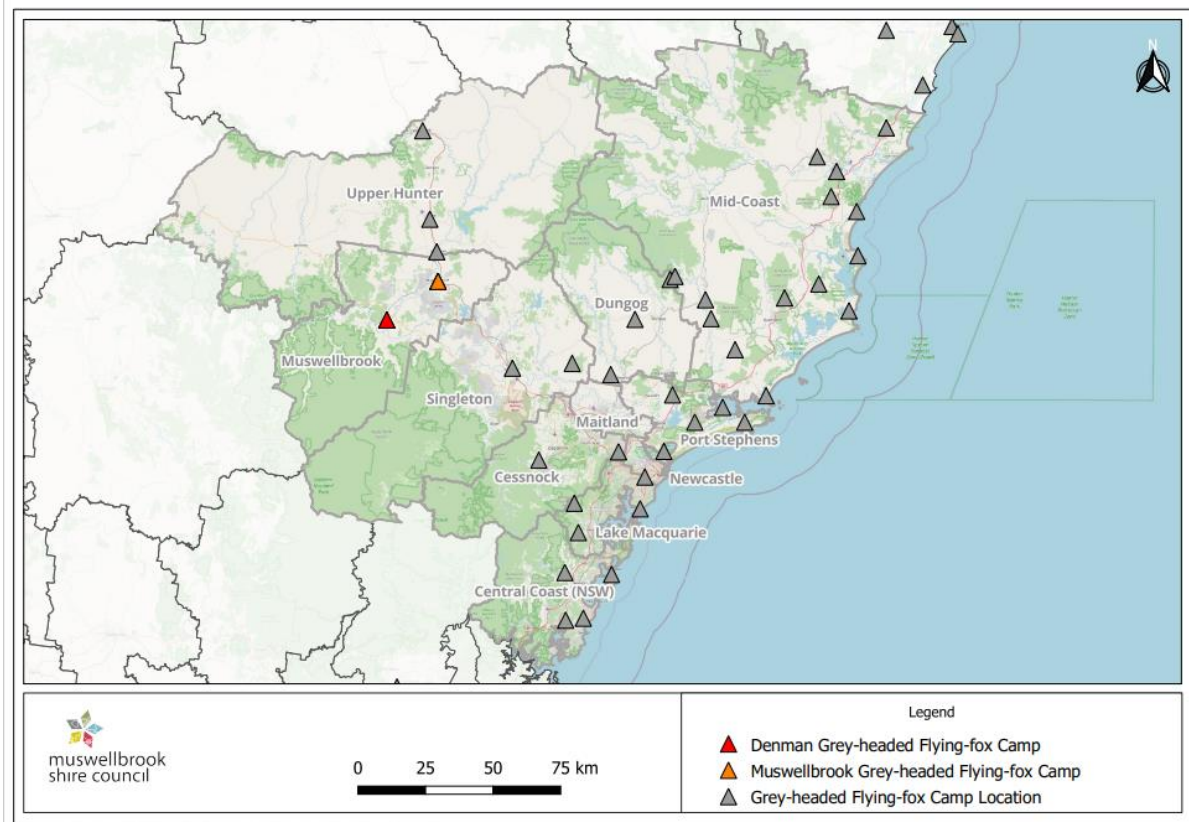 N
Upper Hunter
Mid-Coast
Dungog
Muswellbrook
Singleton
Maitland
Port Stephens
Cessnock
Newcastle
Lake Macquarie
Central Coast (NSW)
muswellbrook
shire council
0 25 50 75 km
Legend
Denman Grey-headed Flying-fox Camp
Muswellbrook Grey-headed Flying-fox Camp
Grey-headed Flying-fox Camp Location